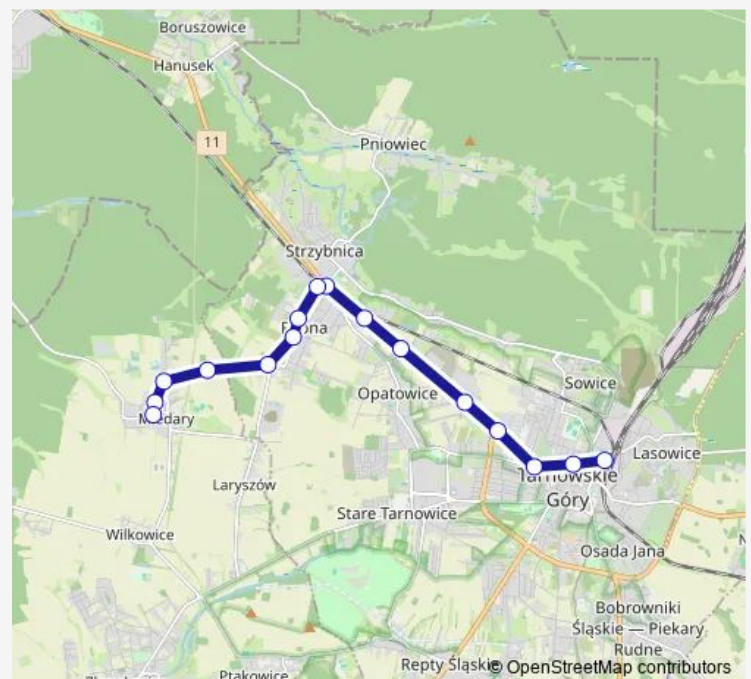 Boruszowice
Hanusek
11
Pniowiec
Strzybnica
Opatowice
Sowice
Miedary
Lasowice
Tarnowskie
Góry
Laryszów
Stare Tarnowice
Wilkowice
Osada Jana
Bobrowniki
Śląskie — Piekary
Rudne
Ptakowice
Repty Śląskie
© OpenStreetMap contributors